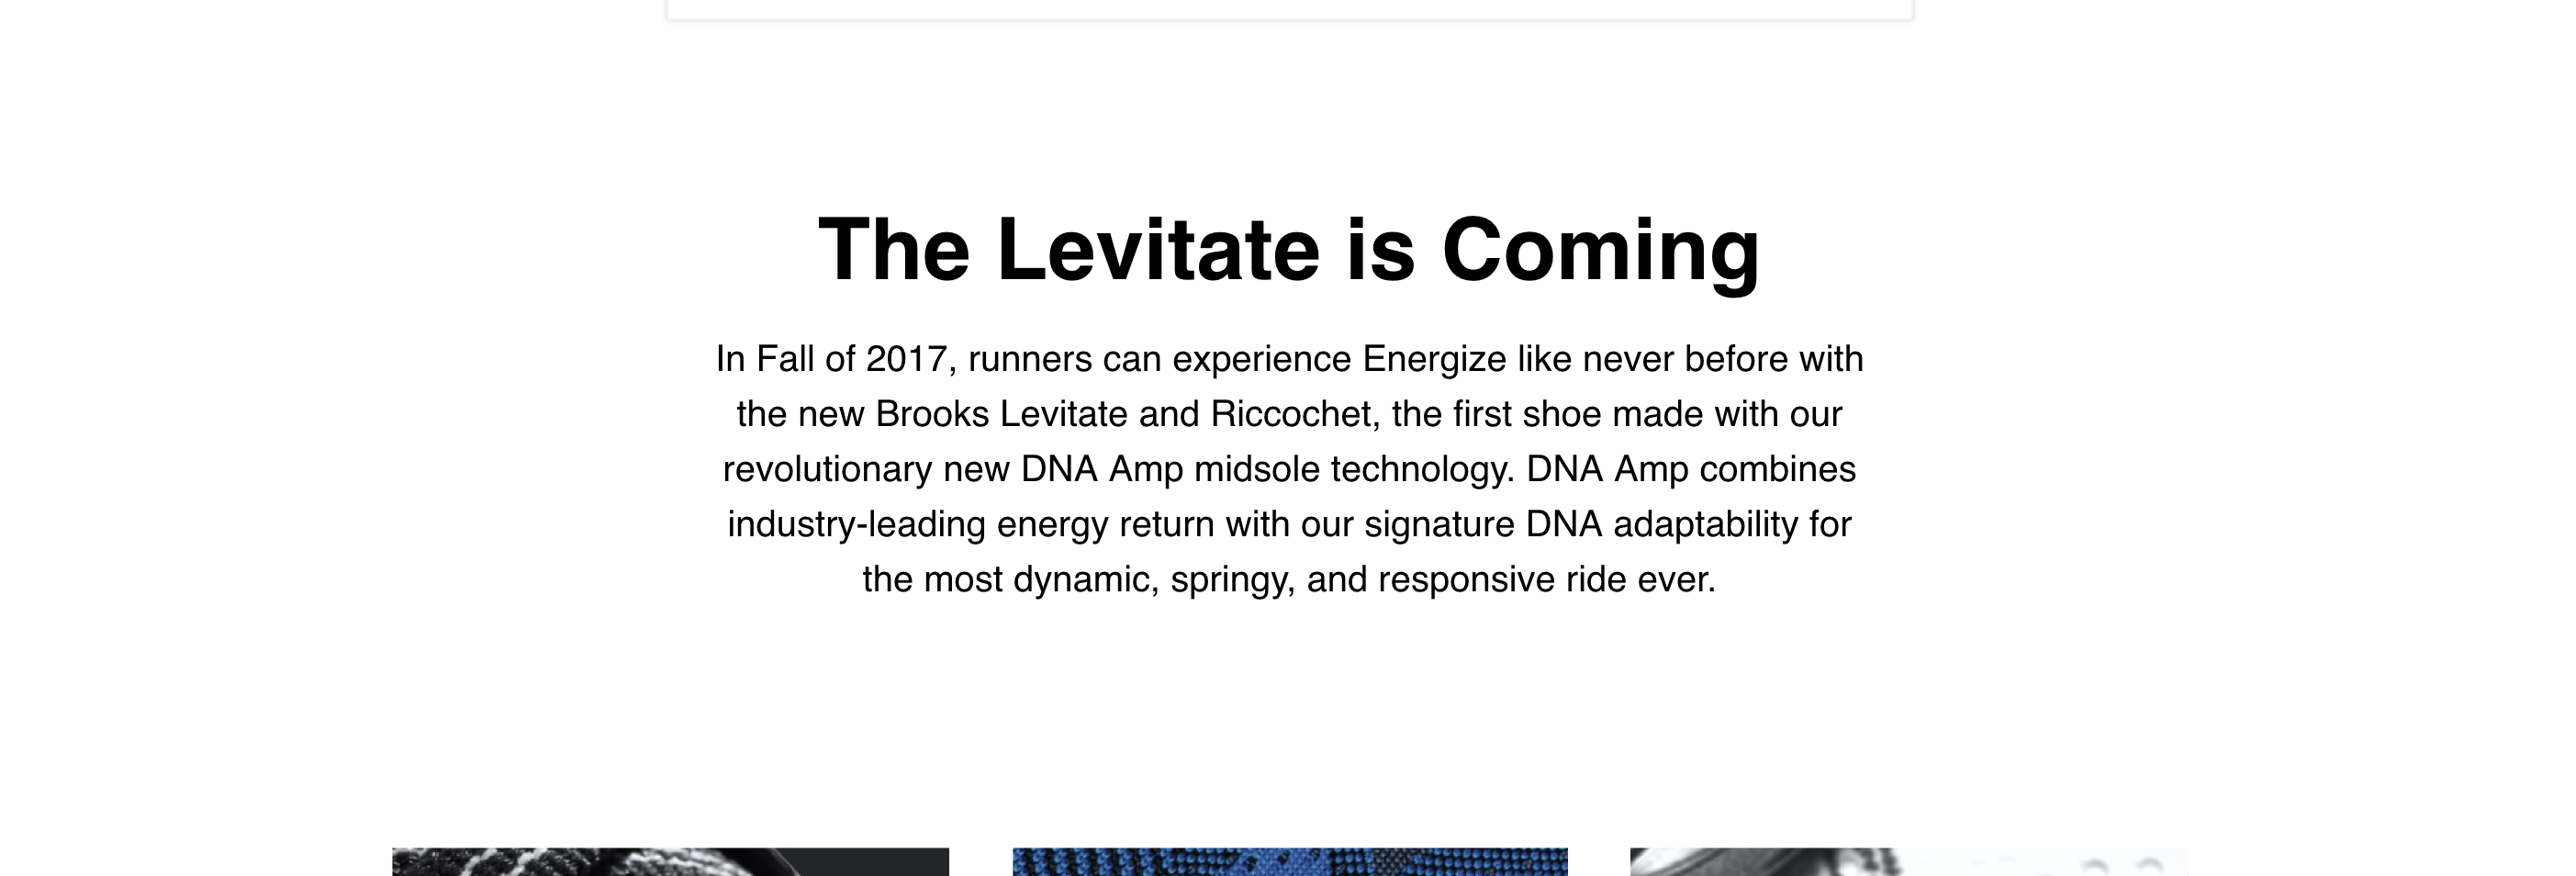 The Levitate is Coming
In Fall of 2017, runners can experience Energize like never before with
the new Brooks Levitate and Riccochet, the first shoe made with our
revolutionary new DNA Amp midsole technology. DNA Amp combines
industry-leading energy return with our signature DNA adaptability for
the most dynamic, springy, and responsive ride ever.